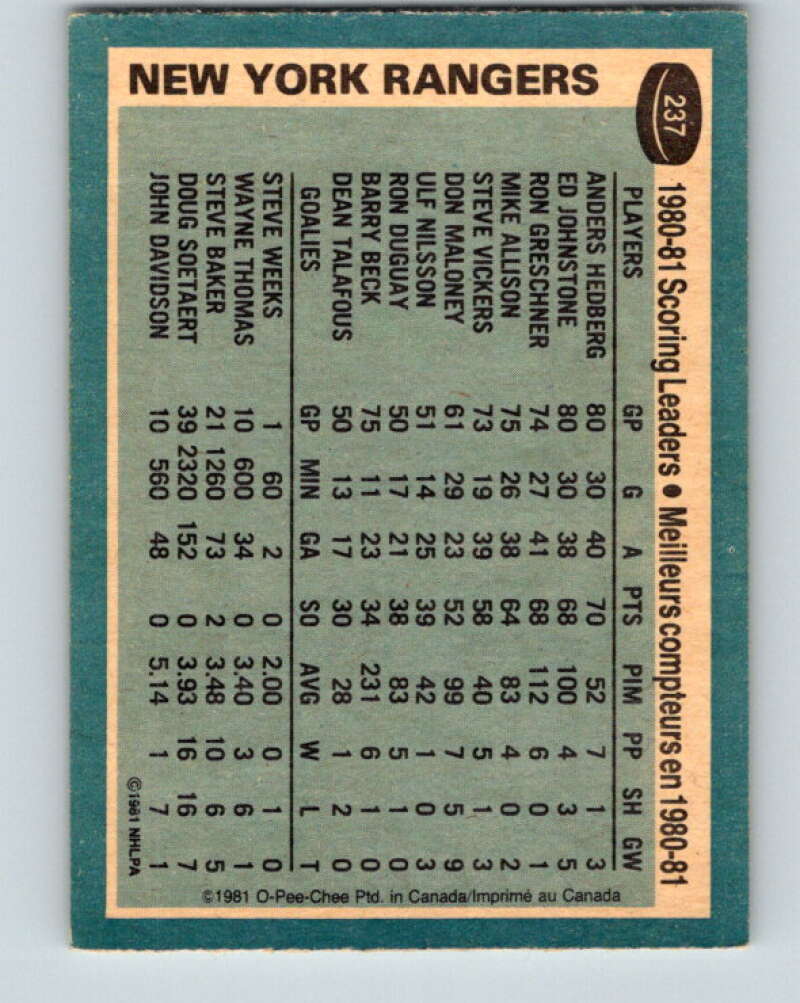 NEW YORK RANGERS
237
1980-81 Scoring Leaders • Meilleurs compteurs en 1980-81
PLAYERS GP G A PTS PIM PP SH GW
ANDERS HEDBERG 80 30 40 70 52 7 1 3
ED JOHNSTONE 80 30 38 68 100 4 3 5
RON GRESCHNER 74 27 41 68 112 6 0 1
MIKE ALLISON 75 26 38 64 83 4 0 2
STEVE VICKERS 73 19 39 58 40 5 1 3
DON MALONEY 61 29 23 52 99 7 5 9
ULF NILSSON 51 14 25 39 42 1 0 3
RON DUGUAY 50 17 21 38 83 5 1 0
BARRY BECK 75 11 23 34 231 6 1 0
DEAN TALAFOUS 50 13 17 30 28 1 2 0
GOALIES GP MIN GA SO AVG W L T
STEVE WEEKS 1 60 2 0 2.00 0 1 0
WAYNE THOMAS 10 600 34 0 3.40 3 6 1
STEVE BAKER 21 1260 73 2 3.48 10 6 5
DOUG SOETAERT 39 2320 152 0 3.93 16 16 7
JOHN DAVIDSON 10 560 48 0 5.14 1 7 1
©1981 NHLPA
©1981 O-Pee-Chee Ptd. in Canada/Imprimé au Canada